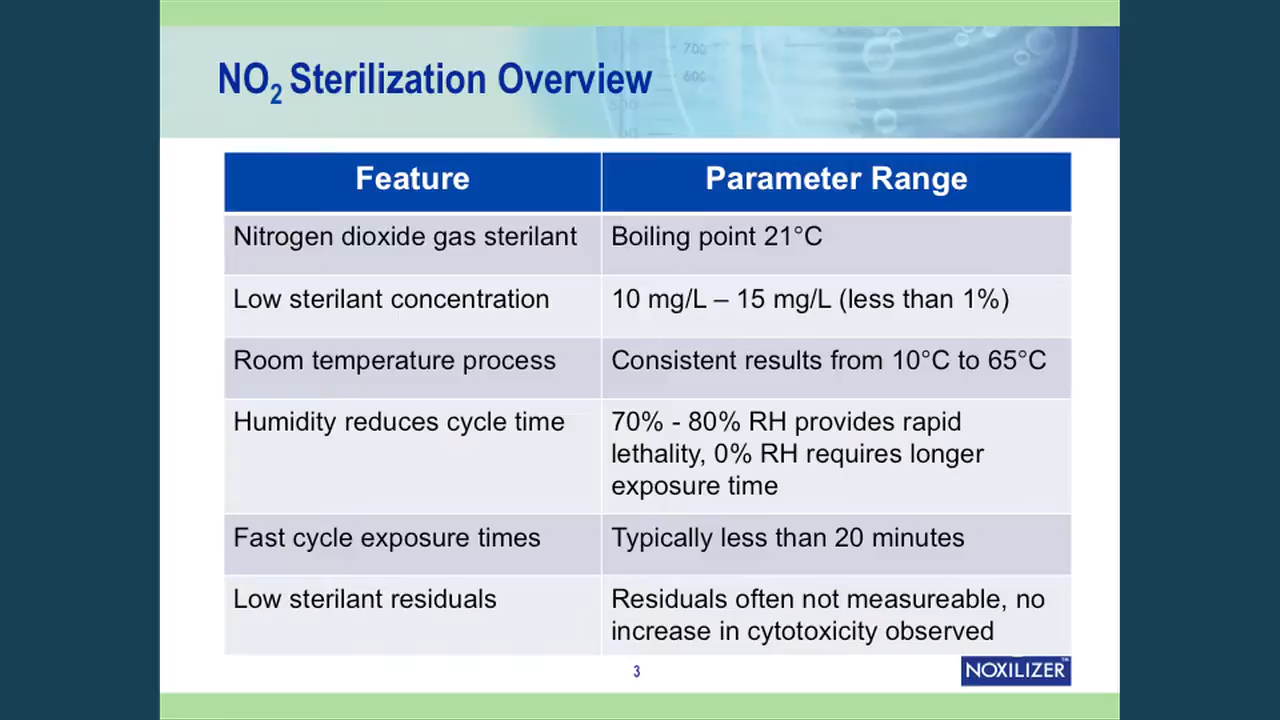 NO2 Sterilization Overview
700
600
Feature
Parameter Range
Nitrogen dioxide gas sterilant
Boiling point 21°C
Low sterilant concentration
10 mg/L – 15 mg/L (less than 1%)
Room temperature process
Consistent results from 10°C to 65°C
Humidity reduces cycle time
70% - 80% RH provides rapid
lethality, 0% RH requires longer
exposure time
Fast cycle exposure times
Typically less than 20 minutes
Low sterilant residuals
Residuals often not measureable, no
increase in cytotoxicity observed
3
NOXILIZER™